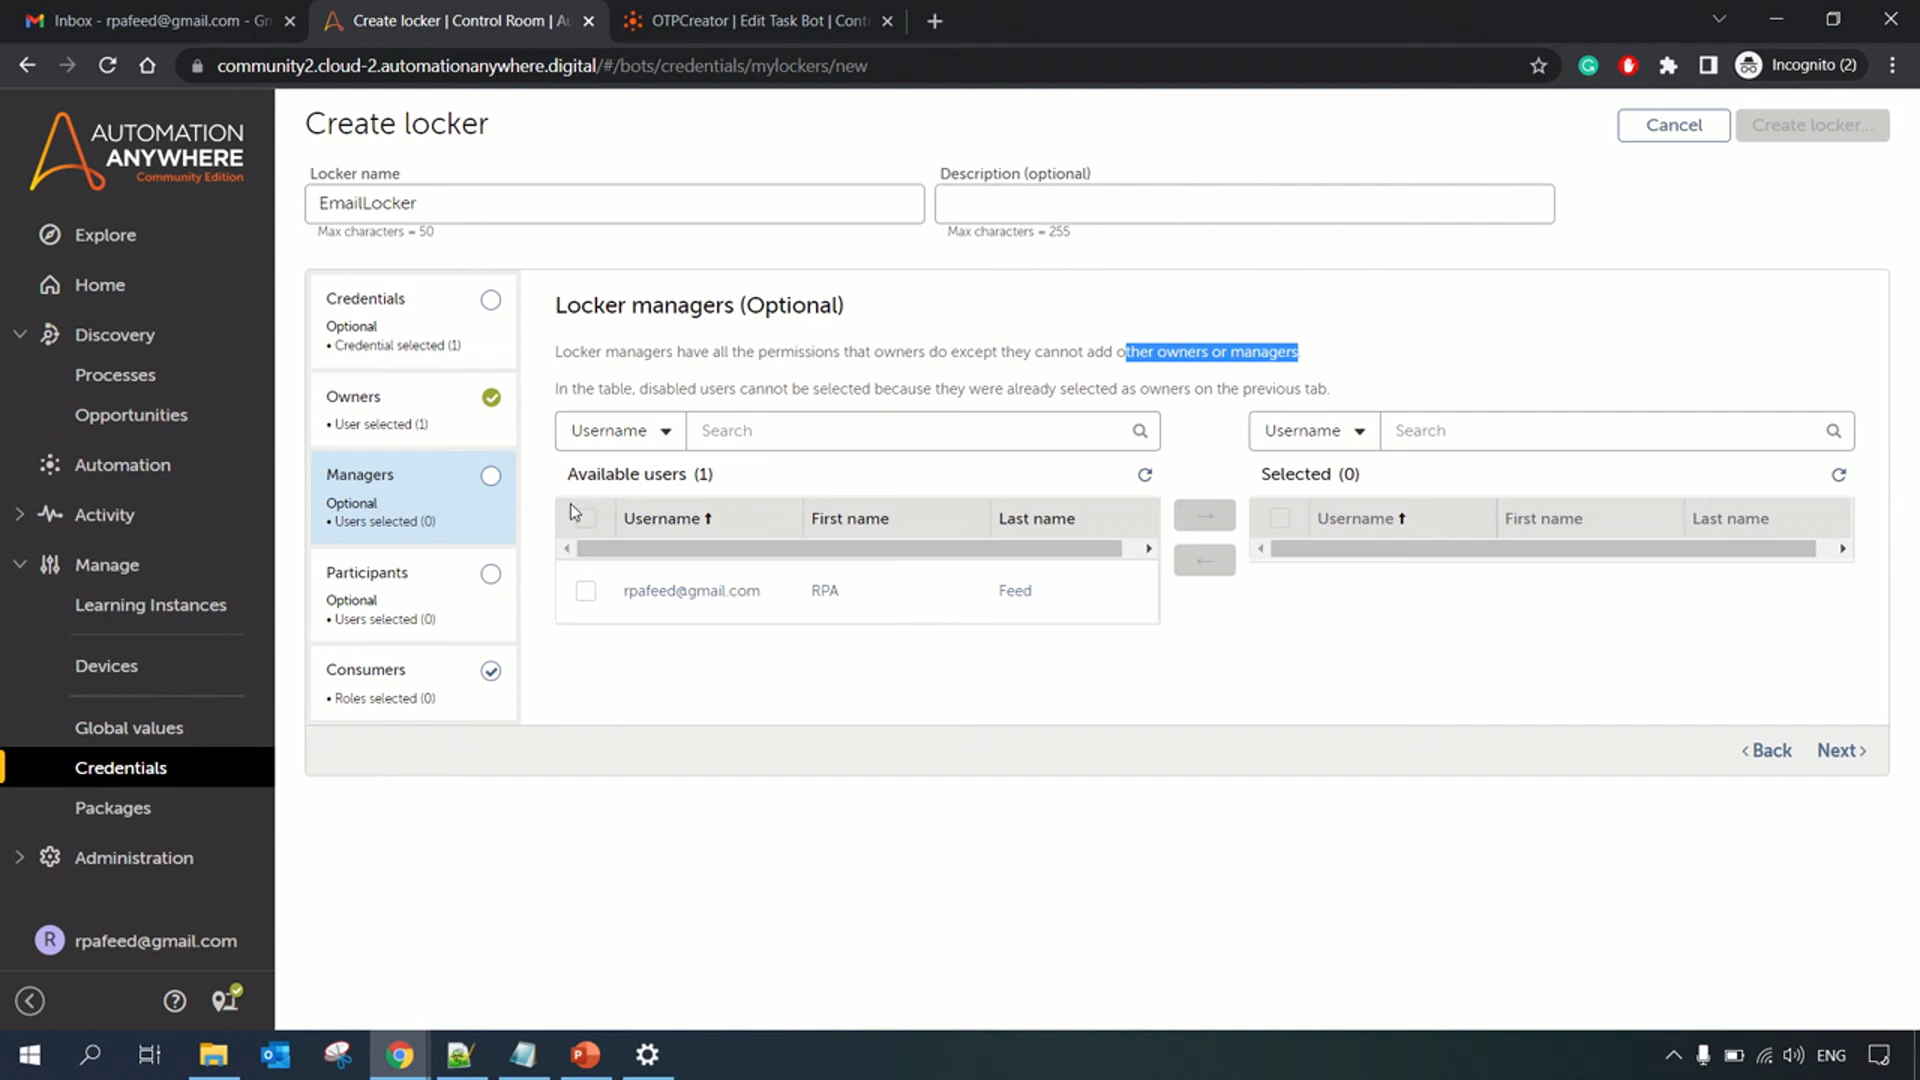 Inbox - rpafeed@gmail.com - Gm
Create locker | Control Room | Au
OTPCreator | Edit Task Bot | Cont
community2.cloud-2.automationanywhere.digital/#/bots/credentials/mylockers/new
Incognito (2)
AUTOMATION
ANYWHERE
Community Edition
Explore
Home
Discovery
Processes
Opportunities
Automation
Activity
Manage
Learning Instances
Devices
Global values
Credentials
Packages
Administration
R
rpafeed@gmail.com
Create locker
Cancel
Create locker...
Locker name
Description (optional)
EmailLocker
Max characters = 50
Max characters = 255
Credentials
Optional
• Credential selected (1)
Owners
• User selected (1)
Managers
Optional
• Users selected (0)
Participants
Optional
• Users selected (0)
Consumers
• Roles selected (0)
Locker managers (Optional)
Locker managers have all the permissions that owners do except they cannot add other owners or managers.
In the table, disabled users cannot be selected because they were already selected as owners on the previous tab.
Username
Search
Username
Search
Available users (1)
Selected (0)
Username
First name
Last name
Username
First name
Last name
rpafeed@gmail.com
RPA
Feed
Back
Next
ENG